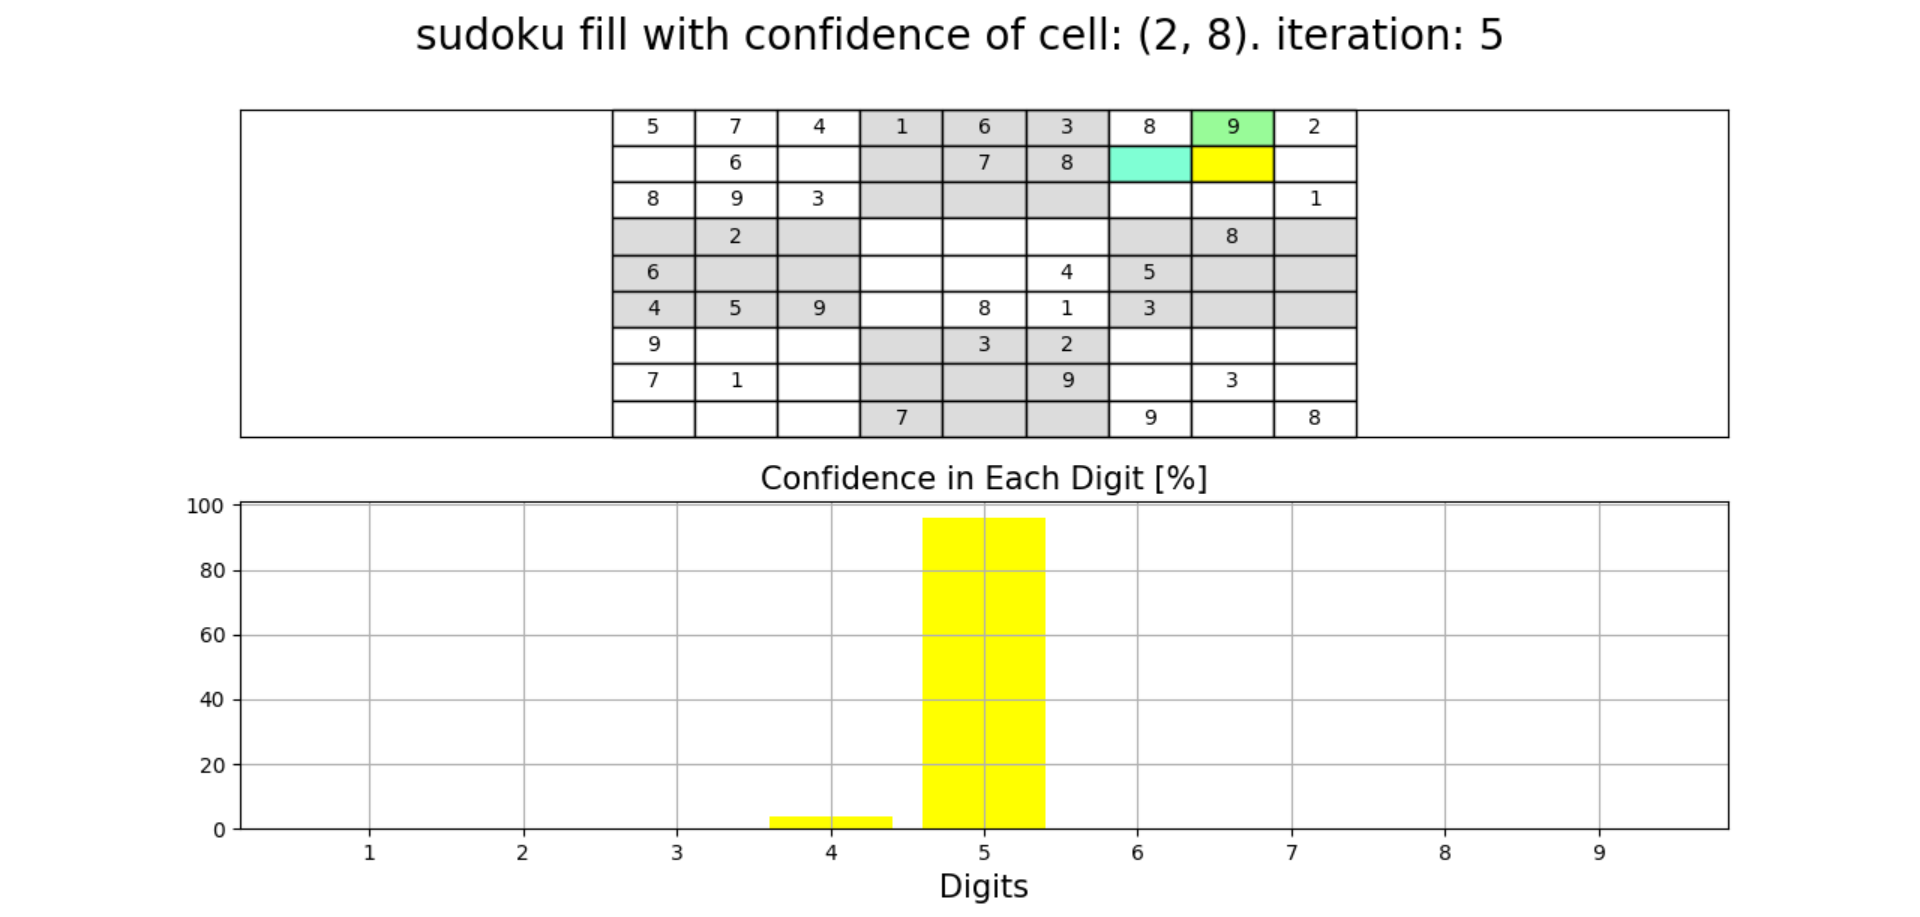 sudoku fill with confidence of cell: (2, 8). iteration: 5
5 7 4 1 6 3 8 9 2
6 7 8
8 9 3 1
2 8
6 4 5
4 5 9 8 1 3
9 3 2
7 1 9 3
7 9 8
Confidence in Each Digit [%]
100
80
60
40
20
0
1 2 3 4 5 6 7 8 9
Digits